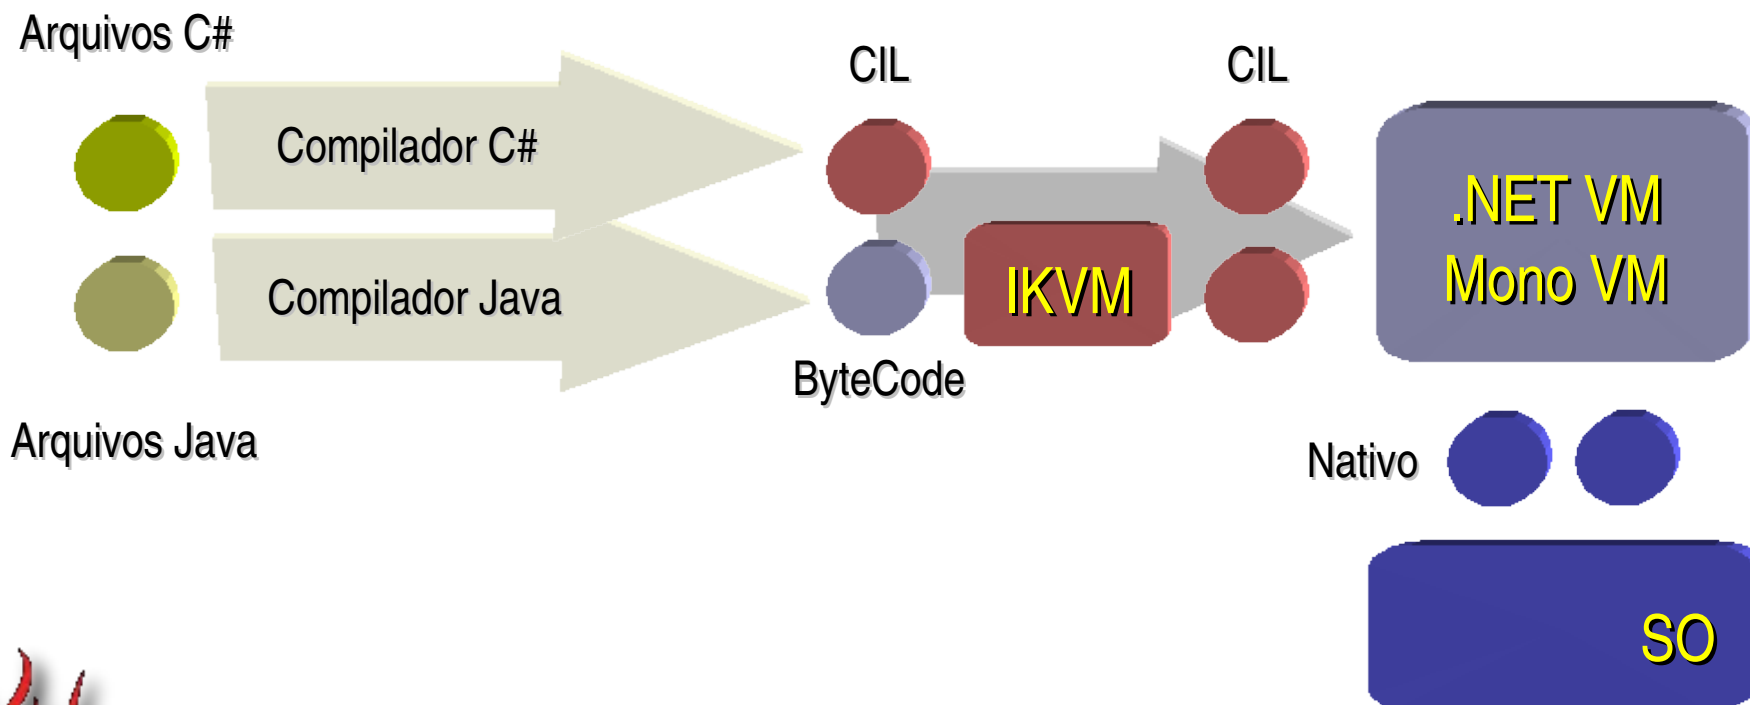 Arquivos C#
CIL
CIL
Compilador C#
.NET VM
Mono VM
Compilador Java
IKVM
ByteCode
Arquivos Java
Nativo
SO